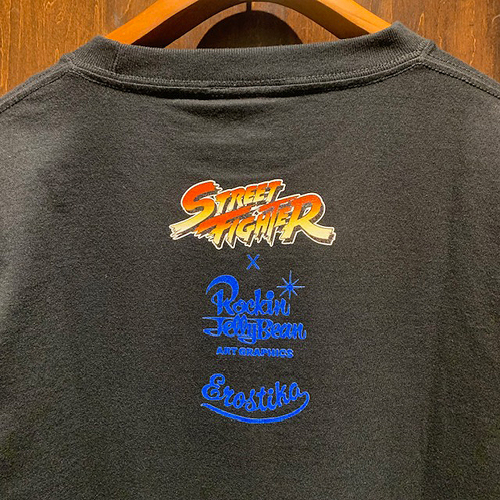 STREET
FIGHTER
X
Rockin
JellyBean
ART GRAPHICS
Erostika